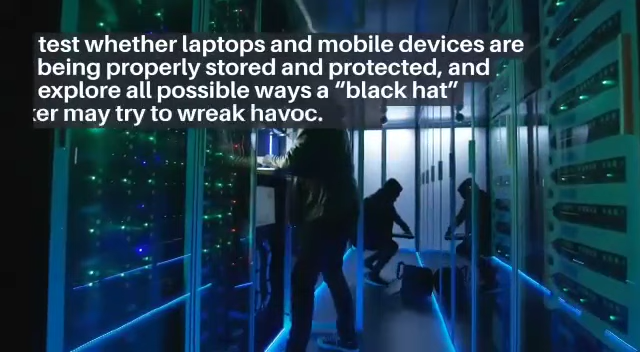 test whether laptops and mobile devices are
being properly stored and protected, and
explore all possible ways a “black hat”
may try to wreak havoc.